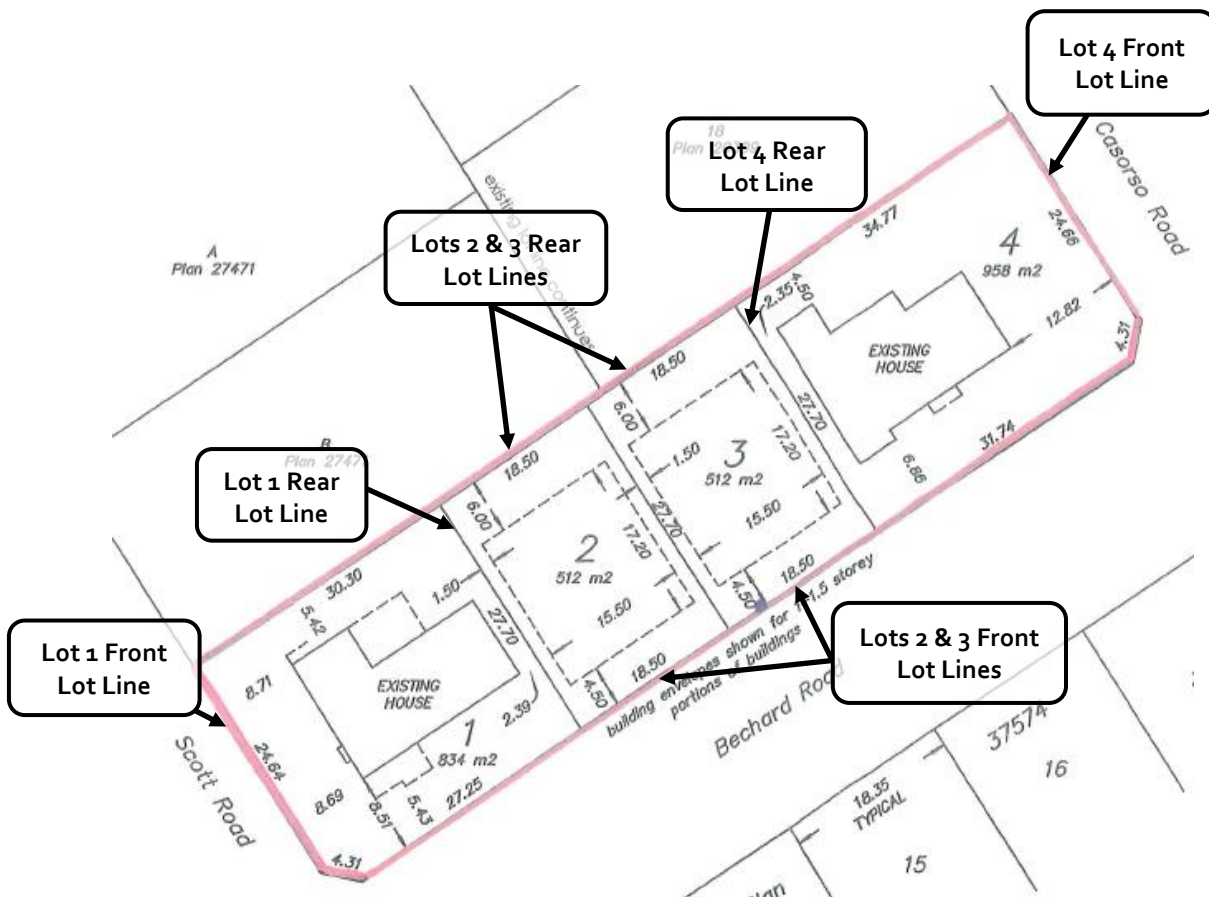 Lot 4 Front
Lot Line
Casorso Road
18
Lot 4 Rear
Lot Line
existing
continues
Lots 2 & 3 Rear
Lot Lines
A
Plan 27471
34.77
24.66
4
958 m2
2.35
4.50
12.82
4.31
EXISTING
HOUSE
18.50
6.00
27.70
31.74
6.86
1.50
3
512 m2
17.20
15.50
B
Lot 1 Rear
Lot Line
18.50
6.00
27.70
2
512 m2
17.20
15.50
4.50
18.50
4.50
18.50
building envelopes shown for 1-1.5 storey
portions of buildings
Lots 2 & 3 Front
Lot Lines
Bechard Road
30.30
1.50
5.42
27.70
Lot 1 Front
Lot Line
8.71
EXISTING
HOUSE
2.39
1
834 m2
24.64
Scott Road
8.69
8.51
5.43
27.25
4.31
37574
16
18.35
TYPICAL
15